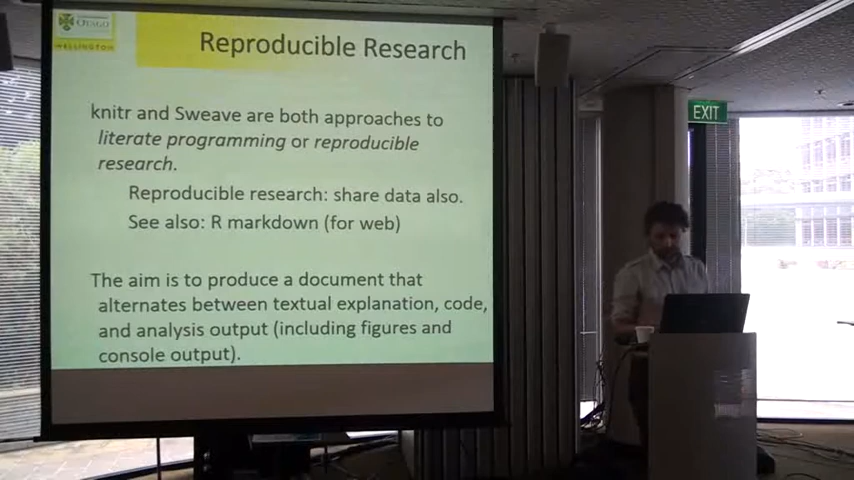 OTAGO
WELLINGTON
Reproducible Research
knitr and Sweave are both approaches to
literate programming or reproducible
research.
Reproducible research: share data also.
See also: R markdown (for web)
The aim is to produce a document that
alternates between textual explanation, code,
and analysis output (including figures and
console output).
EXIT